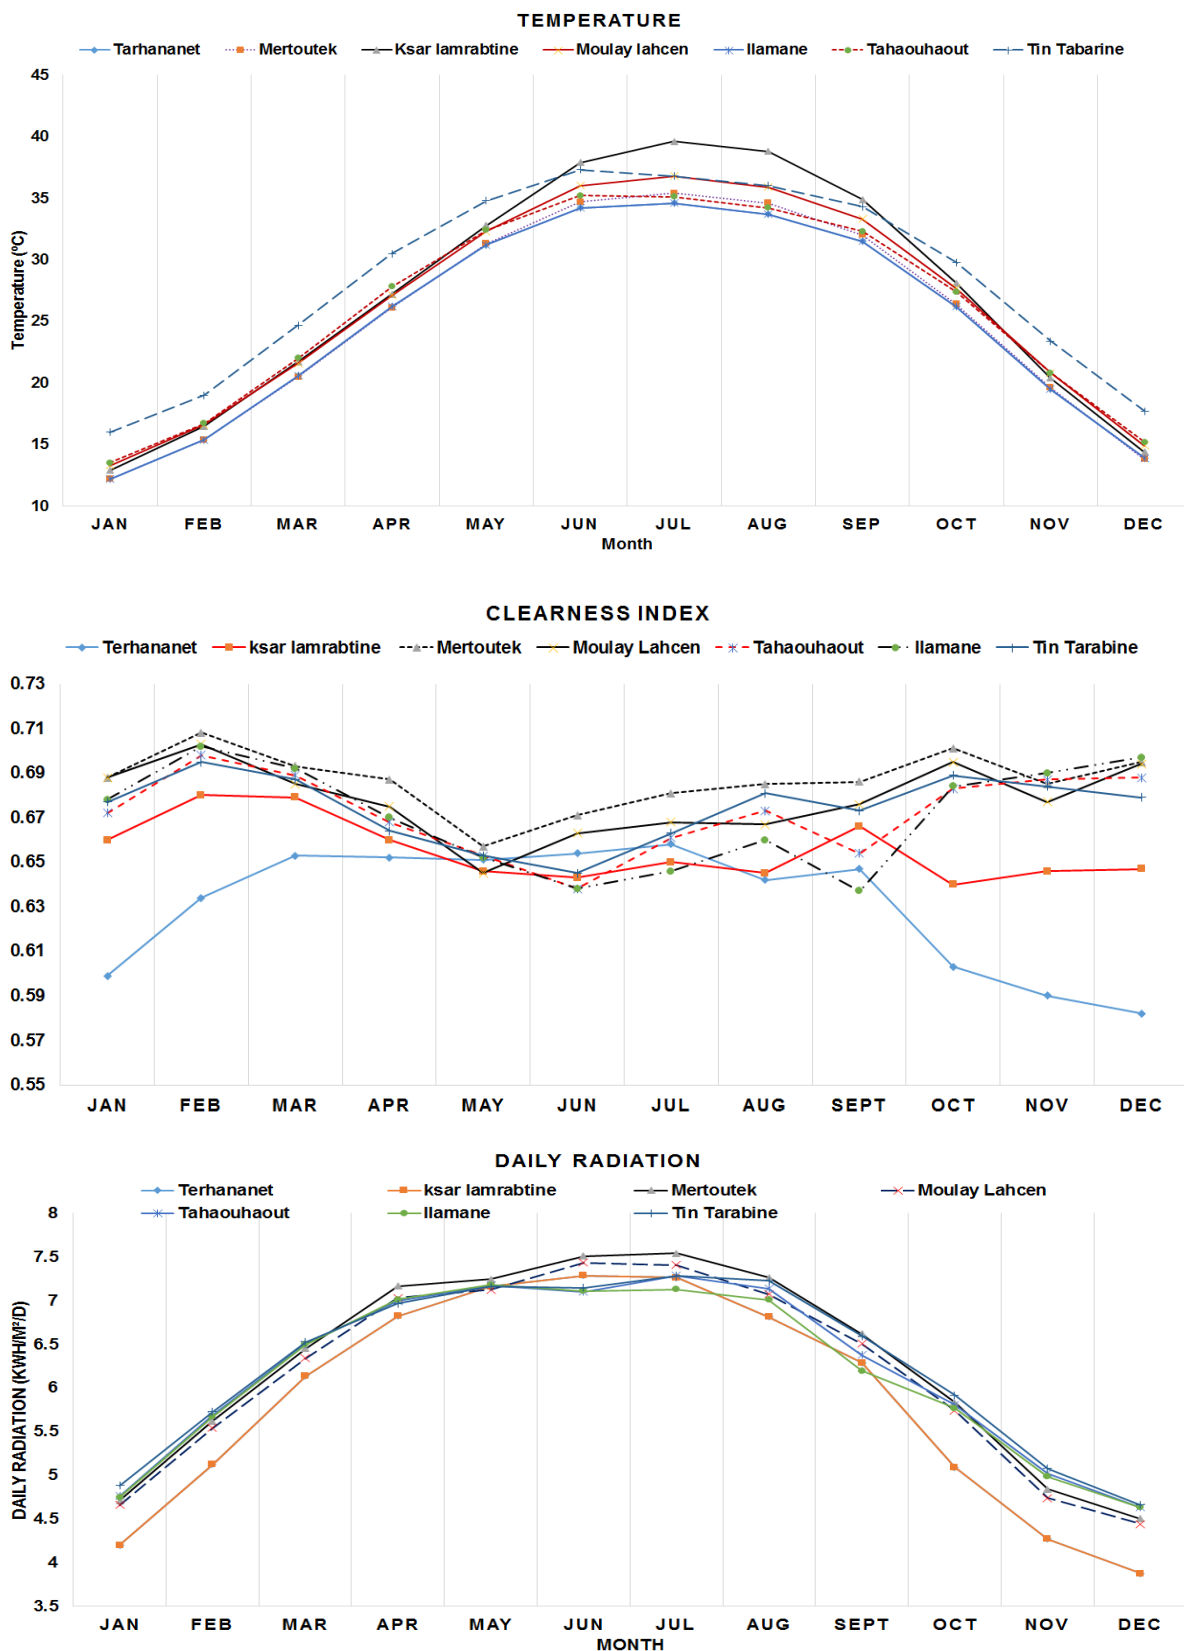 TEMPERATURE
Tarhananet Mertoutek Ksar lamrabtine Moulay lahcen Ilamane Tahaouhaout Tin Tabarine
45
40
35
30
25
20
15
10
Temperature (ºC)
JAN FEB MAR APR MAY JUN JUL AUG SEP OCT NOV DEC
Month
CLEARNESS INDEX
Terhananet ksar lamrabtine Mertoutek Moulay Lahcen Tahaouhaout Ilamane Tin Tarabine
0.73
0.71
0.69
0.67
0.65
0.63
0.61
0.59
0.57
0.55
JAN FEB MAR APR MAY JUN JUL AUG SEPT OCT NOV DEC
DAILY RADIATION
Terhananet ksar lamrabtine Mertoutek Moulay Lahcen
Tahaouhaout Ilamane Tin Tarabine
8
7.5
7
6.5
6
5.5
5
4.5
4
3.5
DAILY RADIATION (KWH/M²/D)
JAN FEB MAR APR MAY JUN JUL AUG SEPT OCT NOV DEC
MONTH